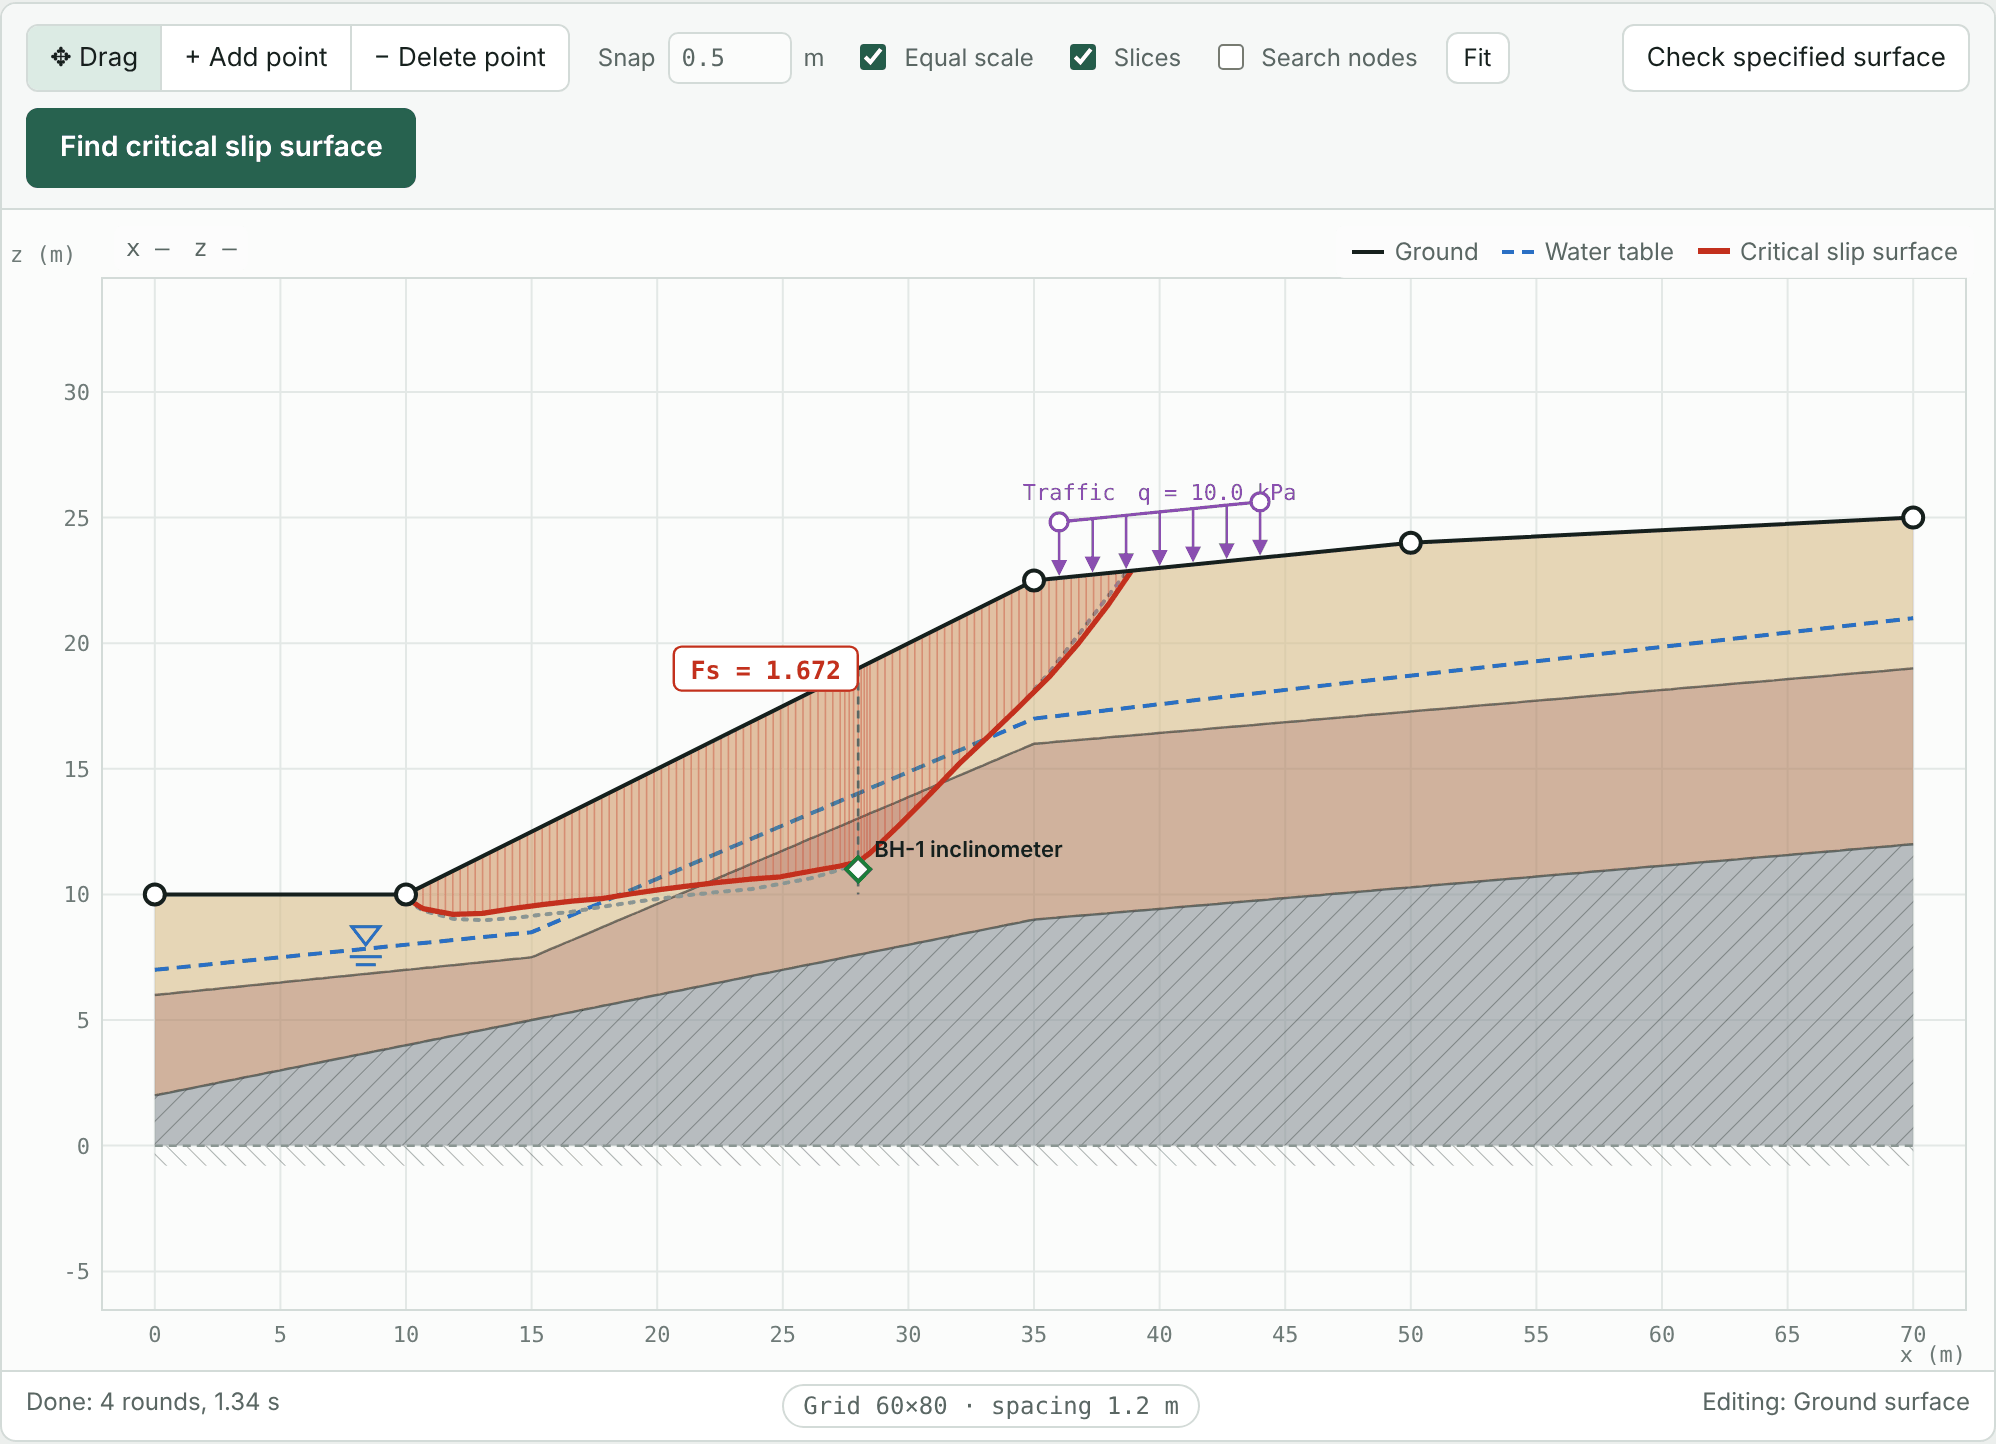 ✥ Drag + Add point − Delete point Snap 0.5 m Equal scale Slices Search nodes Fit Check specified surface
Find critical slip surface
z (m) x — z — Ground Water table Critical slip surface
30
Traffic q = 10.0 kPa
25
20
Fs = 1.672
15
BH-1 inclinometer
10
5
0
-5
0 5 10 15 20 25 30 35 40 45 50 55 60 65 70
x (m)
Done: 4 rounds, 1.34 s Grid 60×80 · spacing 1.2 m Editing: Ground surface